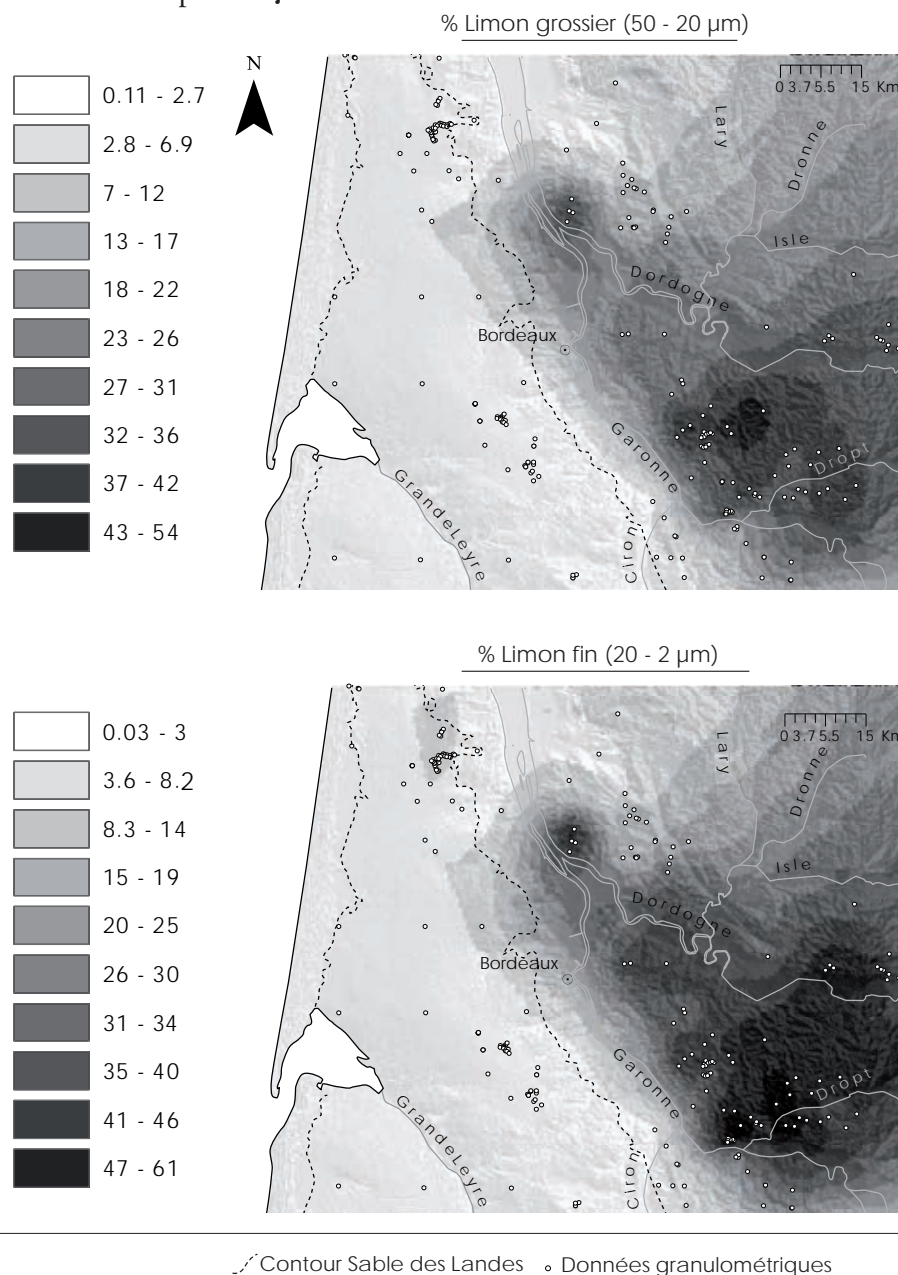 % Limon grossier (50 - 20 µm)
N
0.11 - 2.7
2.8 - 6.9
7 - 12
13 - 17
18 - 22
23 - 26
27 - 31
32 - 36
37 - 42
43 - 54
0 3.75.5 15 Km
Lary
Dronne
Isle
Dordogne
Bordeaux
Garonne
Dropt
GrandeLeyre
Ciron
% Limon fin (20 - 2 µm)
0.03 - 3
3.6 - 8.2
8.3 - 14
15 - 19
20 - 25
26 - 30
31 - 34
35 - 40
41 - 46
47 - 61
0 3.75.5 15 Km
Lary
Dronne
Isle
Dordogne
Bordeaux
Garonne
Dropt
GrandeLeyre
Ciron
Contour Sable des Landes Données granulométriques